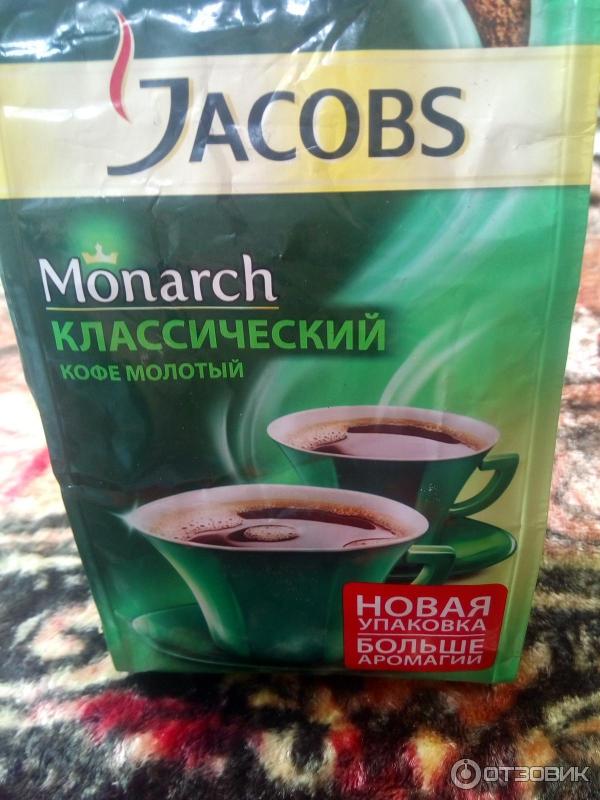 JACOBS
Monarch
КЛАССИЧЕСКИЙ
КОФЕ МОЛОТЫЙ
НОВАЯ
УПАКОВКА
БОЛЬШЕ
АРОМАГИИ
ОТЗОВИК